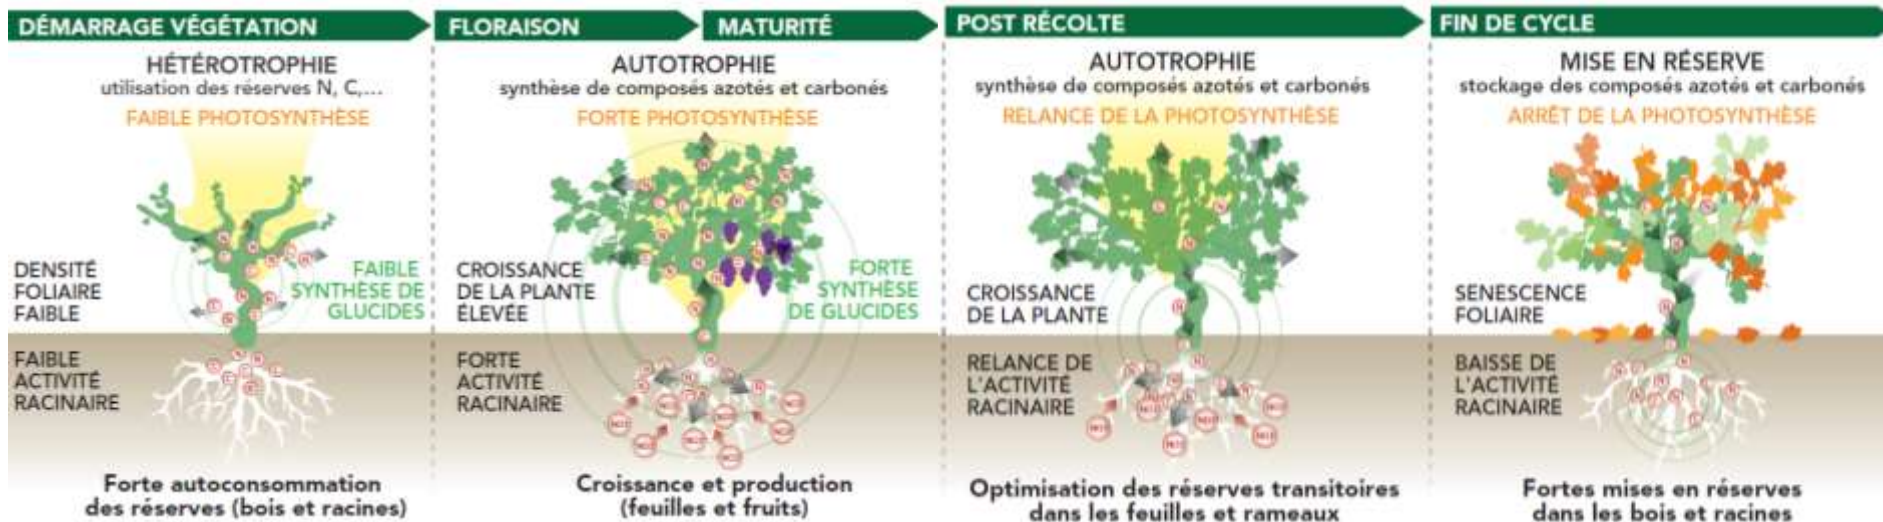 DÉMARRAGE VÉGÉTATION
HÉTÉROTROPHIE
utilisation des réserves N, C,...
FAIBLE PHOTOSYNTHÈSE
DENSITÉ
FOLIAIRE
FAIBLE
FAIBLE
SYNTHÈSE DE
GLUCIDES
FAIBLE
ACTIVITÉ
RACINAIRE
Forte autoconsommation
des réserves (bois et racines)
FLORAISON
MATURITÉ
AUTOTROPHIE
synthèse de composés azotés et carbonés
FORTE PHOTOSYNTHÈSE
CROISSANCE
DE LA PLANTE
ÉLEVÉE
FORTE
SYNTHÈSE
DE GLUCIDES
FORTE
ACTIVITÉ
RACINAIRE
Croissance et production
(feuilles et fruits)
POST RÉCOLTE
AUTOTROPHIE
synthèse de composés azotés et carbonés
RELANCE DE LA PHOTOSYNTHÈSE
CROISSANCE
DE LA PLANTE
RELANCE DE
L'ACTIVITÉ
RACINAIRE
Optimisation des réserves transitoires
dans les feuilles et rameaux
FIN DE CYCLE
MISE EN RÉSERVE
stockage des composés azotés et carbonés
ARRÊT DE LA PHOTOSYNTHÈSE
SENESCENCE
FOLIAIRE
BAISSE DE
L'ACTIVITÉ
RACINAIRE
Fortes mises en réserves
dans les bois et racines